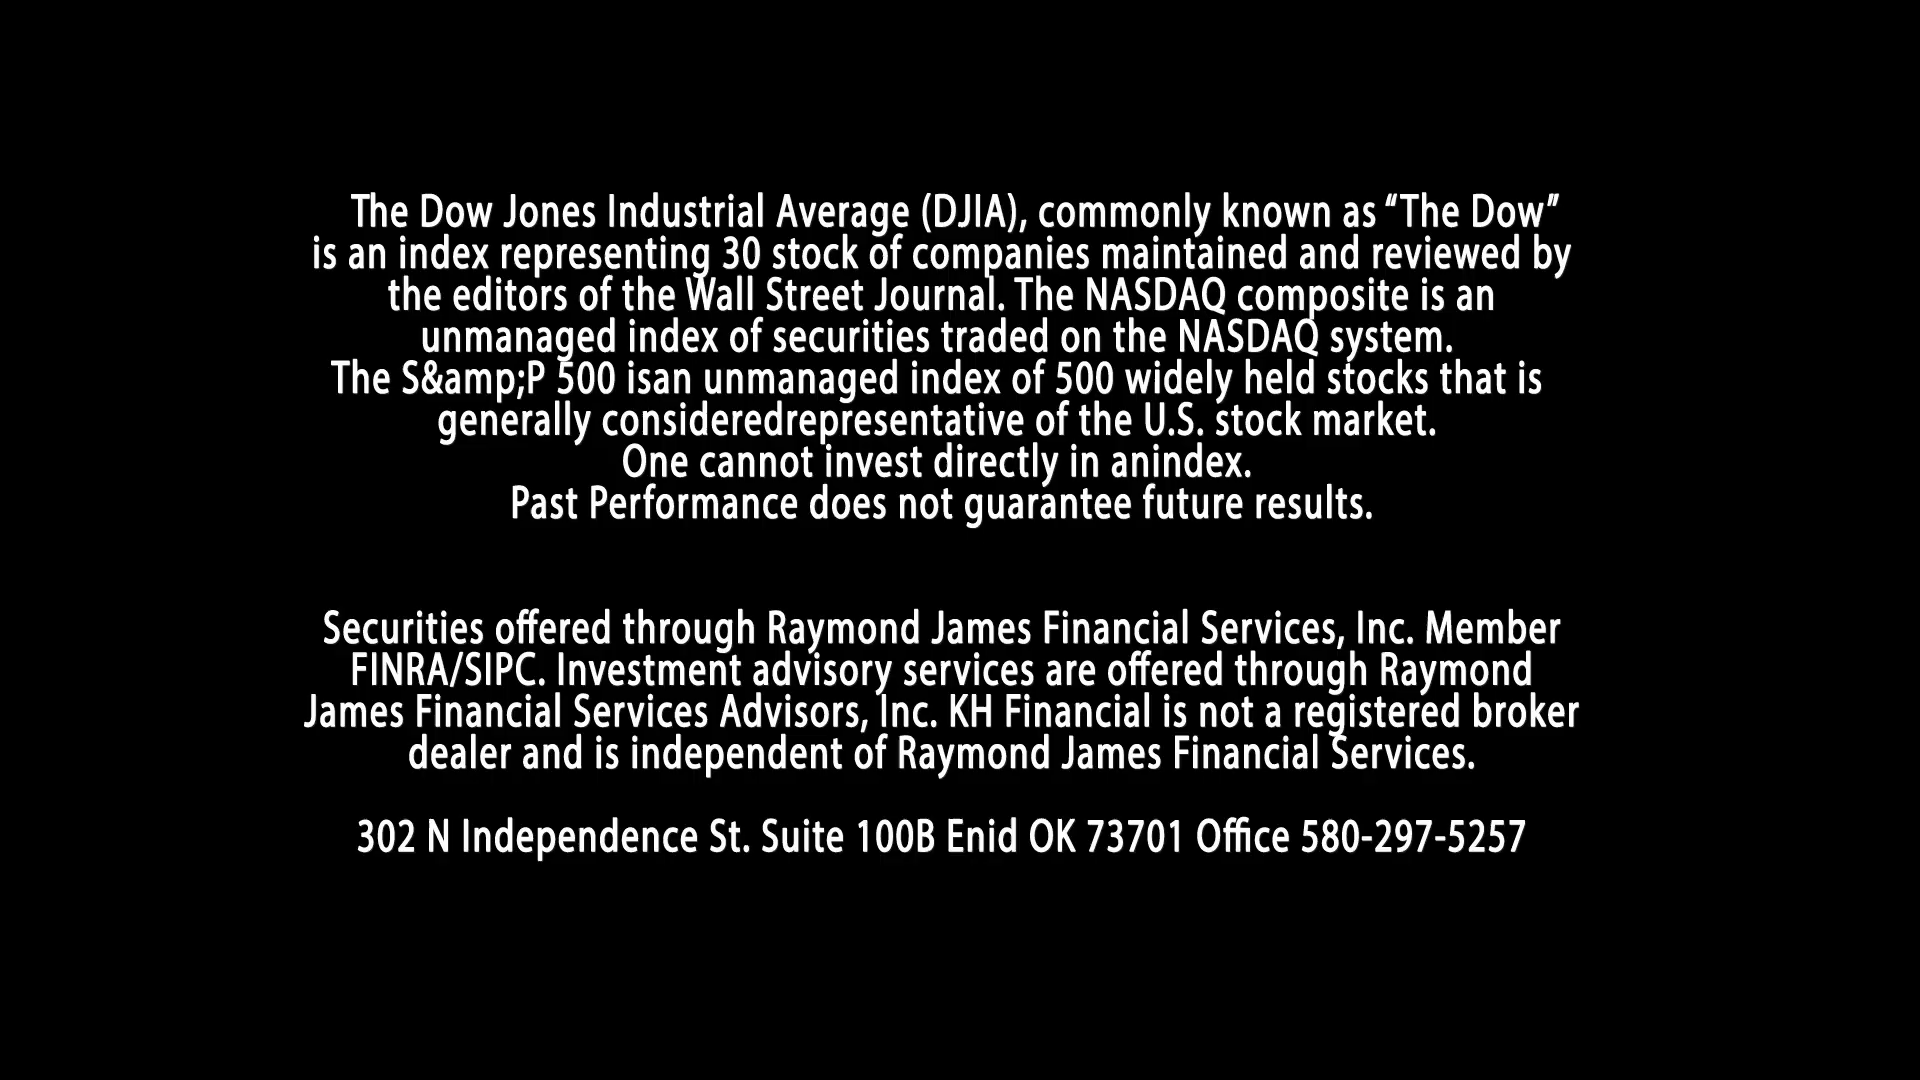 The Dow Jones Industrial Average (DJIA), commonly known as “The Dow”
is an index representing 30 stock of companies maintained and reviewed by
the editors of the Wall Street Journal. The NASDAQ composite is an
unmanaged index of securities traded on the NASDAQ system.
The S&amp;P 500 isan unmanaged index of 500 widely held stocks that is
generally consideredrepresentative of the U.S. stock market.
One cannot invest directly in anindex.
Past Performance does not guarantee future results.
Securities offered through Raymond James Financial Services, Inc. Member
FINRA/SIPC. Investment advisory services are offered through Raymond
James Financial Services Advisors, Inc. KH Financial is not a registered broker
dealer and is independent of Raymond James Financial Services.
302 N Independence St. Suite 100B Enid OK 73701 Office 580-297-5257